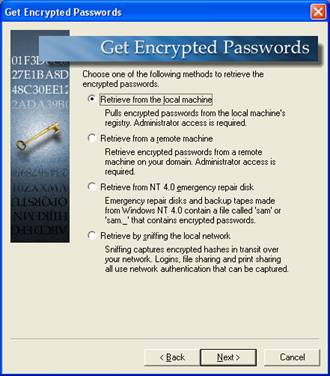 Get Encrypted Passwords
Get Encrypted Passwords
Choose one of the following methods to retrieve the
encrypted passwords.
Retrieve from the local machine
Pulls encrypted passwords from the local machine's
registry. Administrator access is required.
Retrieve from a remote machine
Retrieve encrypted passwords from a remote
machine on your domain. Administrator access is
required.
Retrieve from NT 4.0 emergency repair disk
Emergency repair disks and backup tapes made
from Windows NT 4.0 contain a file called 'sam' or
'sam._' that contains encrypted passwords.
Retrieve by sniffing the local network
Sniffing captures encrypted hashes in transit over
your network. Logins, file sharing and print sharing
all use network authentication that can be captured.
< Back
Next >
Cancel